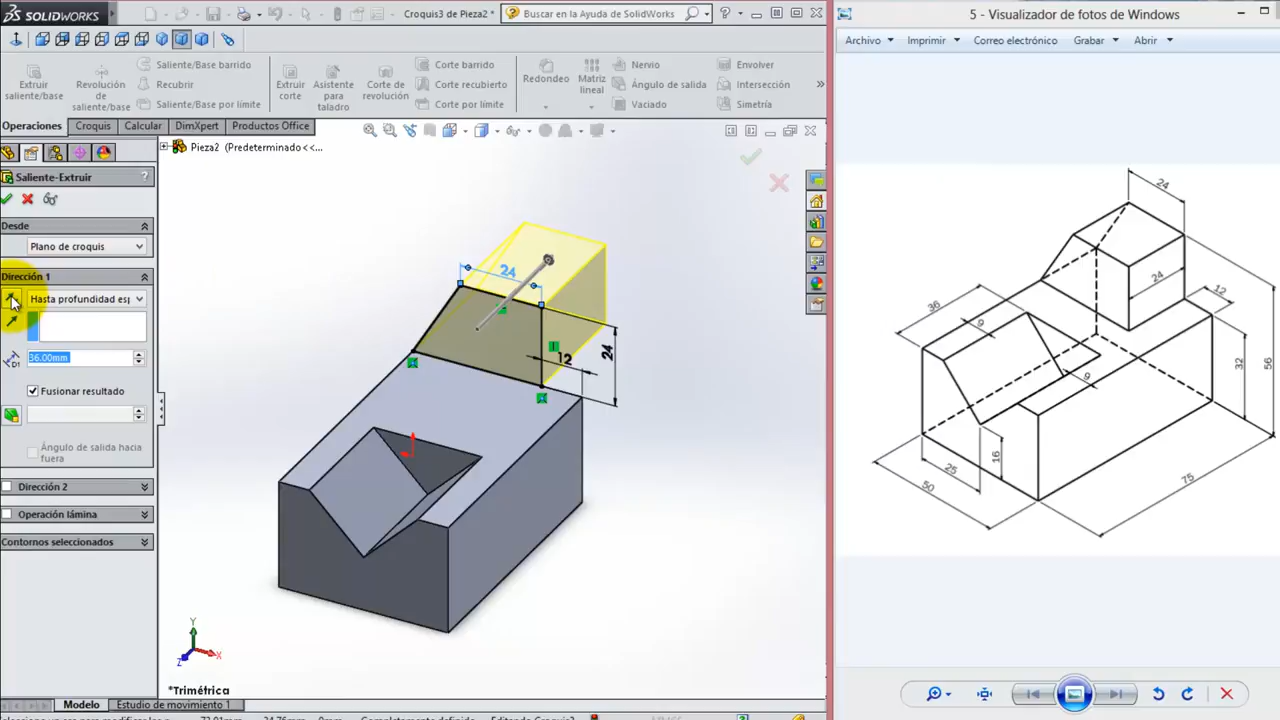 SOLIDWORKS
Croquis3 de Pieza2 *
Buscar en la Ayuda de SolidWorks
5 - Visualizador de fotos de Windows
Archivo
Imprimir
Correo electrónico
Grabar
Abrir
Extruir
saliente/base
Revolución
de
saliente/base
Saliente/Base barrido
Recubrir
Saliente/Base por límite
Extruir
corte
Asistente
para
taladro
Corte de
revolución
Corte barrido
Corte recubierto
Corte por límite
Redondeo
Matriz
lineal
Nervio
Ángulo de salida
Vaciado
Envolver
Intersección
Simetría
Operaciones
Croquis
Calcular
DimXpert
Productos Office
Pieza2 (Predeterminado<<...
Saliente-Extruir
?
Desde
Plano de croquis
Dirección 1
Hasta profundidad esp
D1
36.00mm
Fusionar resultado
Ángulo de salida hacia
fuera
Dirección 2
Operación lámina
Contornos seleccionados
24
12
24
Y
X
Z
*Trimétrica
Modelo
Estudio de movimiento 1
24
24
12
36
9
9
32
56
16
25
50
75